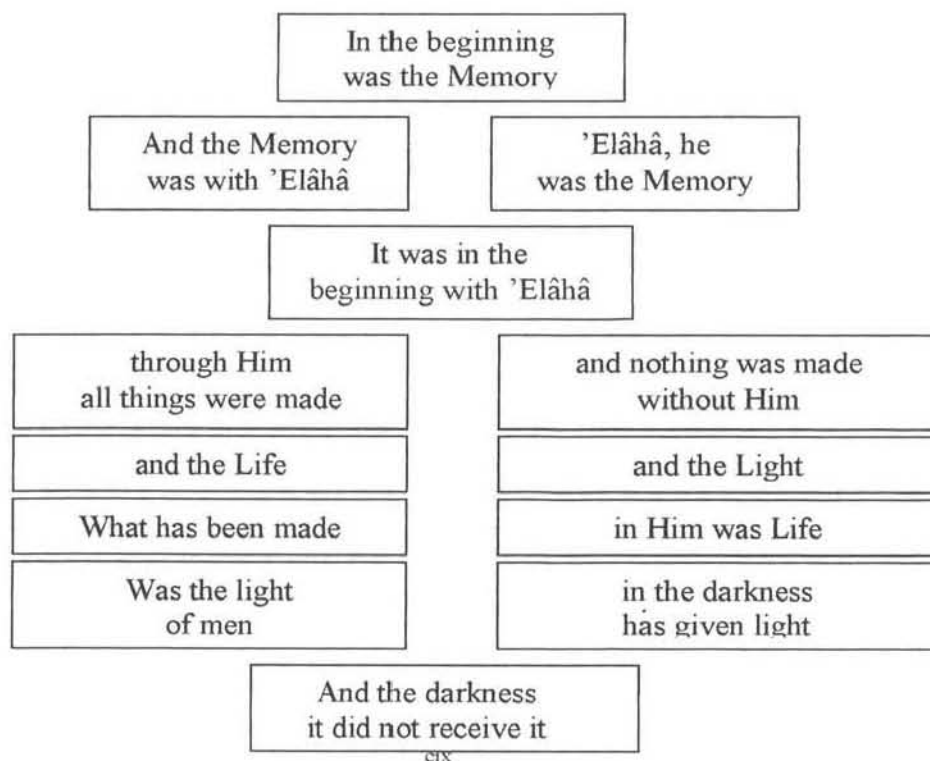 In the beginning
was the Memory
And the Memory
was with ’Elâhâ
’Elâhâ, he
was the Memory
It was in the
beginning with ’Elâhâ
through Him
all things were made
and nothing was made
without Him
and the Life
and the Light
What has been made
in Him was Life
Was the light
of men
in the darkness
has given light
And the darkness
it did not receive it
cix